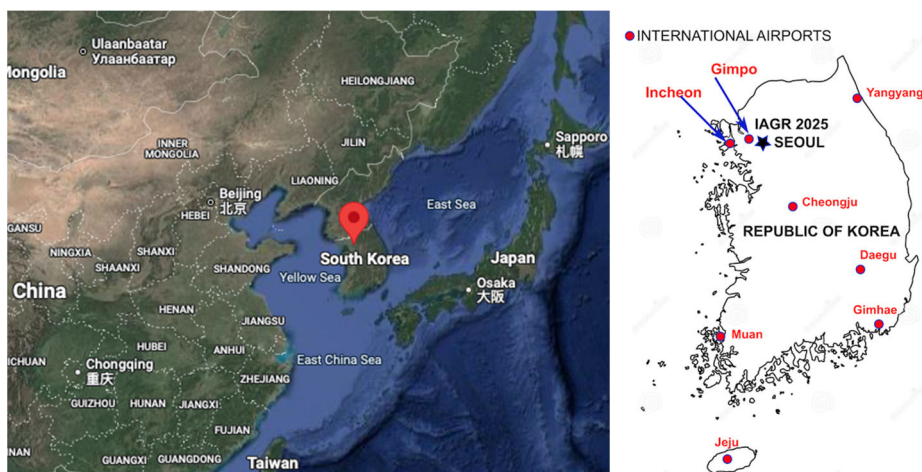 Ulaanbaatar
Улаанбаатар
Mongolia
HEILONGJIANG
INNER
MONGOLIA
JILIN
Sapporo
札幌
LIAONING
Beijing
北京
HEBEI
East Sea
GANSU
NINGXIA
SHANXI
SHAANXI
SHANDONG
South Korea
Yellow Sea
Japan
Osaka
大阪
China
HENAN
JIANGSU
HUBEI
ANHUI
East China Sea
SICHUAN
Chongqing
重庆
ZHEJIANG
GUIZHOU
HUNAN
JIANGXI
FUJIAN
GUANGXI
GUANGDONG
Taiwan
INTERNATIONAL AIRPORTS
Gimpo
Incheon
Yangyang
IAGR 2025
SEOUL
Cheongju
REPUBLIC OF KOREA
Daegu
Gimhae
Muan
Jeju